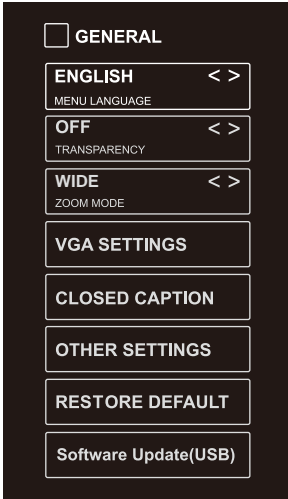 GENERAL
ENGLISH < >
MENU LANGUAGE
OFF < >
TRANSPARENCY
WIDE < >
ZOOM MODE
VGA SETTINGS
CLOSED CAPTION
OTHER SETTINGS
RESTORE DEFAULT
Software Update(USB)